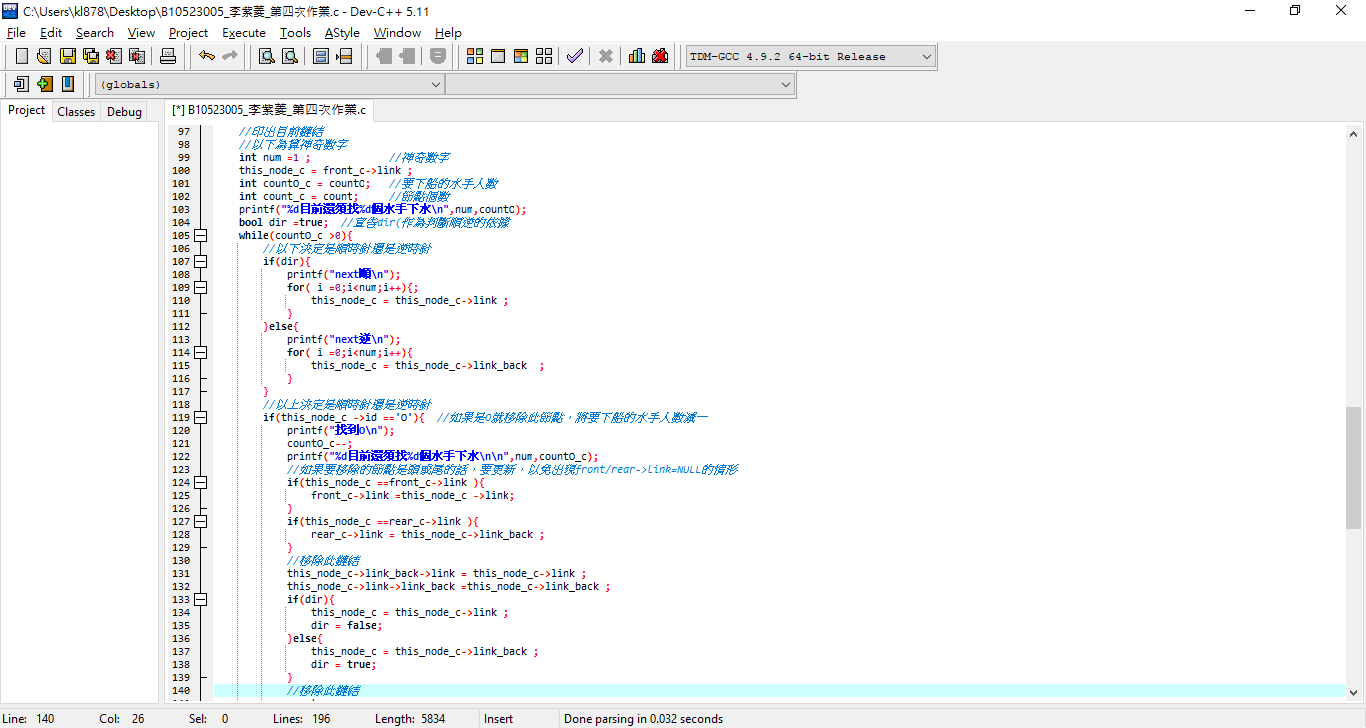 C:\Users\kl878\Desktop\B10523005_李紫菱_第四次作業.c - Dev-C++ 5.11
File Edit Search View Project Execute Tools AStyle Window Help
TDM-GCC 4.9.2 64-bit Release
(globals)
Project Classes Debug
[*] B10523005_李紫菱_第四次作業.c
97 //印出目前鏈結
98 //以下為算神奇數字
99 int num =1 ; //神奇數字
100 this_node_c = front_c->link ;
101 int countO_c = countO; //要下船的水手人數
102 int count_c = count; //節點個數
103 printf("%d目前還須找%d個水手下水\n",num,countO);
104 bool dir =true; //宣告dir(作為判斷順逆的依據
105 while(countO_c >0){
106 //以下決定是順時針還是逆時針
107 if(dir){
108 printf("next順\n");
109 for( i =0;i<num;i++){;
110 this_node_c = this_node_c->link ;
111 }
112 }else{
113 printf("next逆\n");
114 for( i =0;i<num;i++){
115 this_node_c = this_node_c->link_back ;
116 }
117 }
118 //以上決定是順時針還是逆時針
119 if(this_node_c ->id =='O'){ //如果是O就移除此節點，將要下船的水手人數減一
120 printf("找到O\n");
121 countO_c--;
122 printf("%d目前還須找%d個水手下水\n\n",num,countO_c);
123 //如果要移除的節點是頭或尾的話，要更新，以免出現front/rear->link=NULL的情形
124 if(this_node_c ==front_c->link ){
125 front_c->link =this_node_c ->link;
126 }
127 if(this_node_c ==rear_c->link ){
128 rear_c->link = this_node_c->link_back ;
129 }
130 //移除此鏈結
131 this_node_c->link_back->link = this_node_c->link ;
132 this_node_c->link->link_back =this_node_c->link_back ;
133 if(dir){
134 this_node_c = this_node_c->link ;
135 dir = false;
136 }else{
137 this_node_c = this_node_c->link_back ;
138 dir = true;
139 }
140 //移除此鏈結
Line: 140 Col: 26 Sel: 0 Lines: 196 Length: 5834 Insert Done parsing in 0.032 seconds